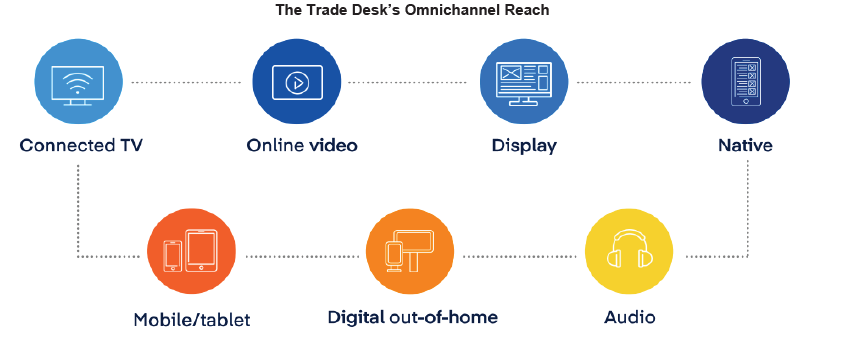 The Trade Desk's Omnichannel Reach
Connected TV
Online video
Display
Native
Mobile/tablet
Digital out-of-home
Audio